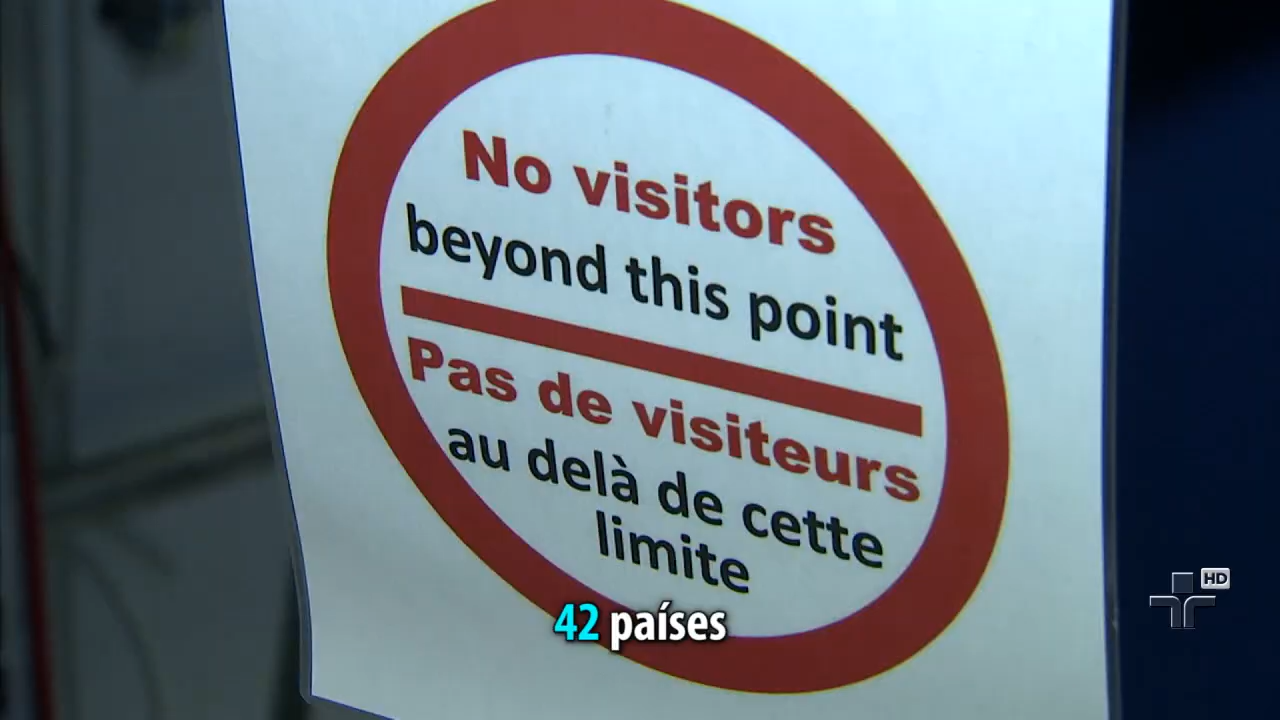 No visitors
beyond this point
Pas de visiteurs
au delà de cette
limite
42 países
HD